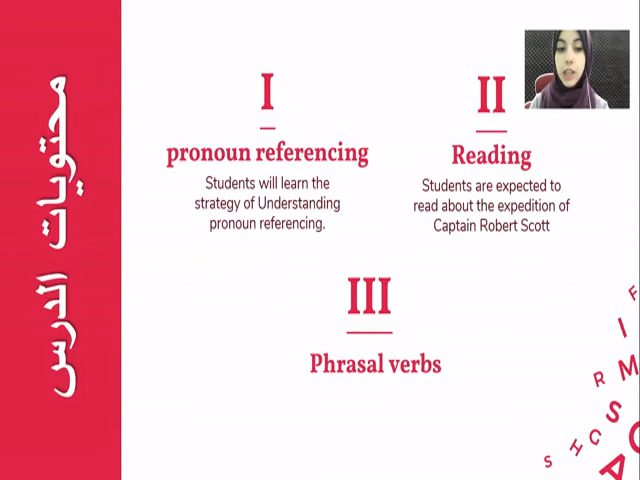 محتويات الدرس
I
pronoun referencing
Students will learn the
strategy of Understanding
pronoun referencing.
II
Reading
Students are expected to
read about the expedition of
Captain Robert Scott
III
Phrasal verbs
F
I
M
R
S
C
I
H
S
A